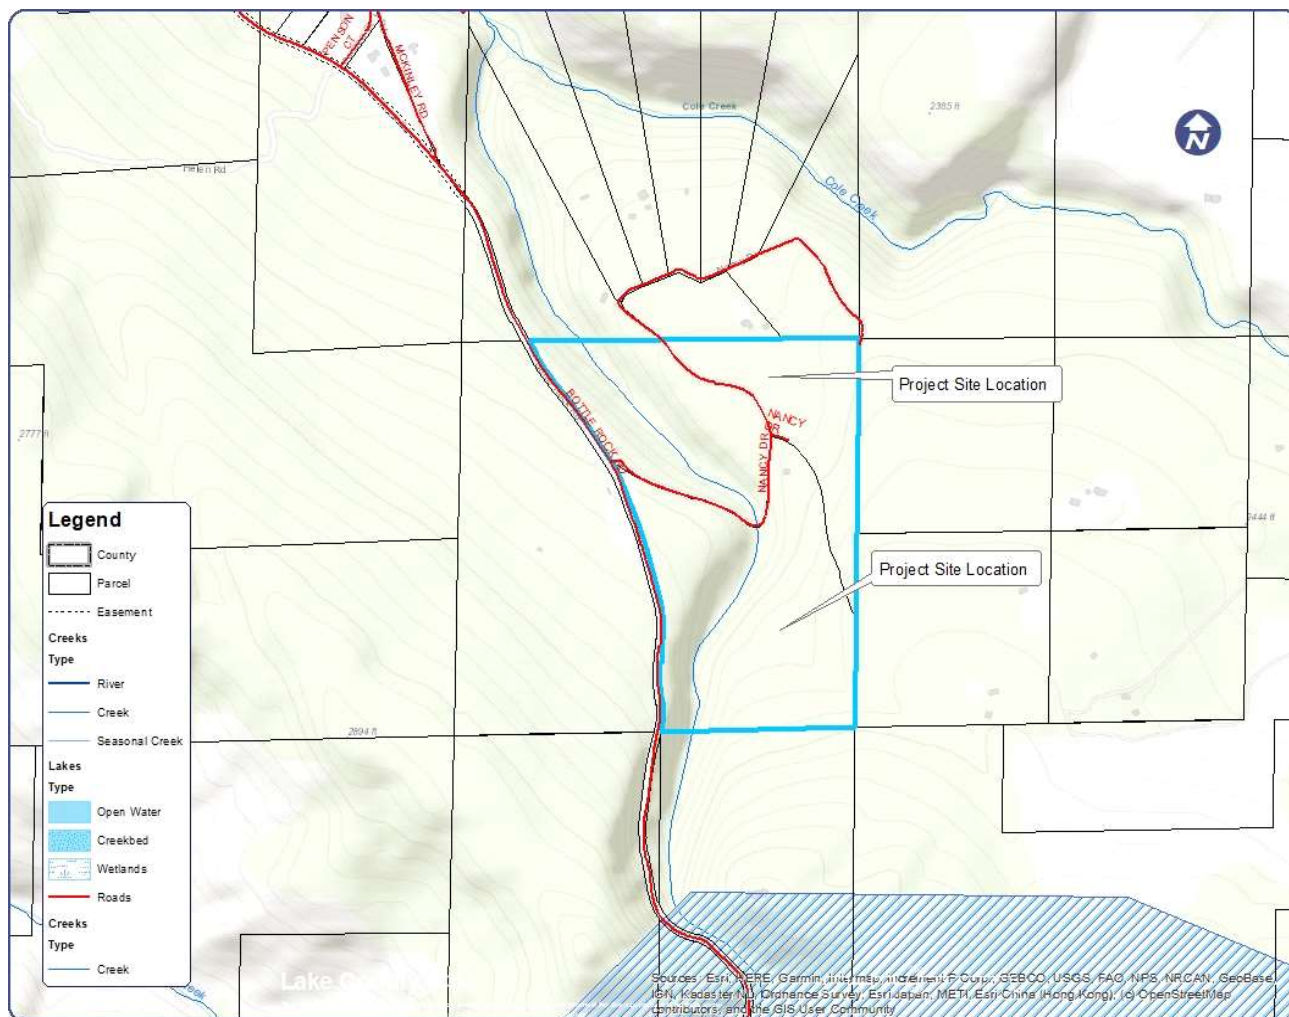 PENSON
CT
MCKINLEY RD
Helen Rd
Cole Creek
2385 ft
N
Cole Creek
Project Site Location
BOTTLE ROCK
NANCY
DR
NANCY DR
2777 ft
Project Site Location
2894 ft
Legend
County
Parcel
Easement
Creeks
Type
River
Creek
Seasonal Creek
Lakes
Type
Open Water
Creekbed
Wetlands
Roads
Creeks
Type
Creek
Lake
Sources: Esri, HERE, Garmin, Intermap, increment P Corp., GEBCO, USGS, FAO, NPS, NRCAN, GeoBase,
IGN, Kadaster NL, Ordnance Survey, Esri Japan, METI, Esri China (Hong Kong), (c) OpenStreetMap
contributors, and the GIS User Community